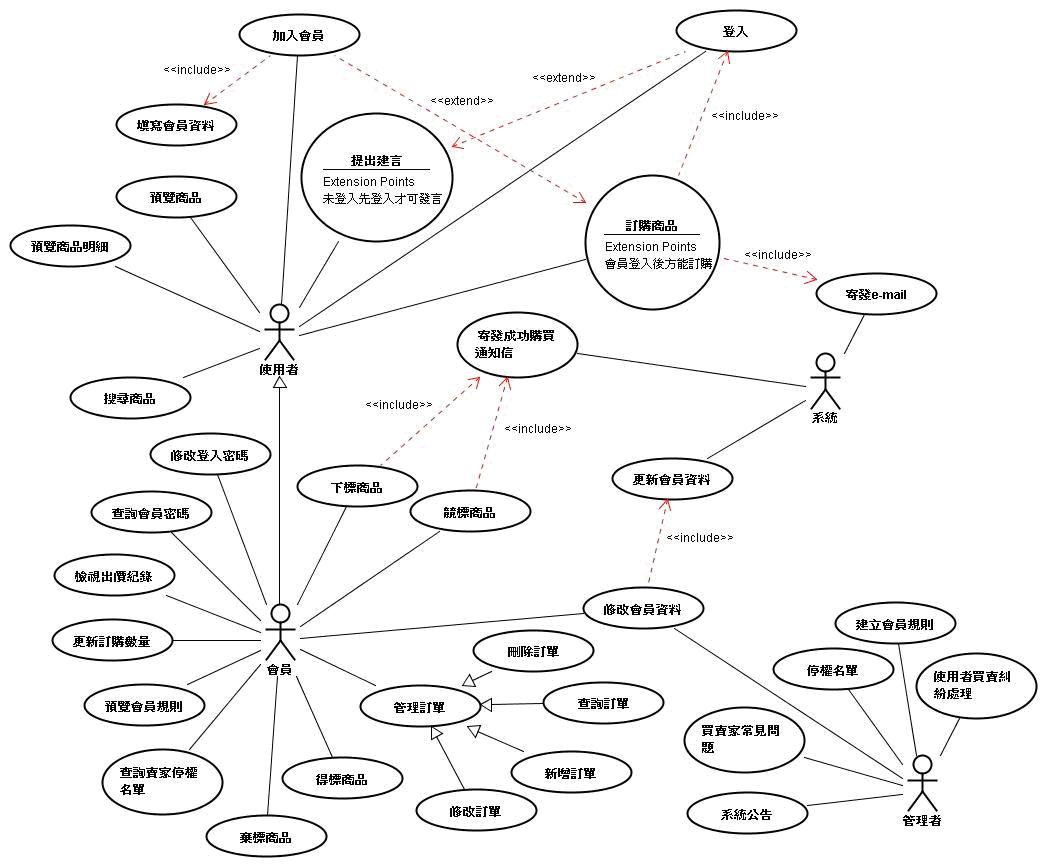 加入會員
登入
<<include>>
<<extend>>
<<extend>>
<<include>>
填寫會員資料
提出建言
Extension Points
未登入先登入才可發言
預覽商品
訂購商品
Extension Points
會員登入後方能訂購
預覽商品明細
<<include>>
寄發e-mail
使用者
寄發成功購買
通知信
搜尋商品
<<include>>
<<include>>
系統
修改登入密碼
下標商品
更新會員資料
查詢會員密碼
競標商品
<<include>>
檢視出價紀錄
修改會員資料
建立會員規則
更新訂購數量
會員
刪除訂單
停權名單
使用者買賣糾
紛處理
預覽會員規則
管理訂單
查詢訂單
買賣家常見問
題
查詢賣家停權
名單
得標商品
新增訂單
修改訂單
系統公告
管理者
棄標商品